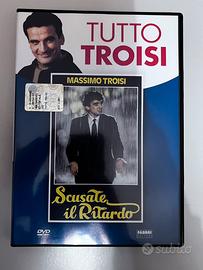 TUTTO
TROISI
MASSIMO TROISI
Scusate
il Ritardo
DVD
FABBRI
subito